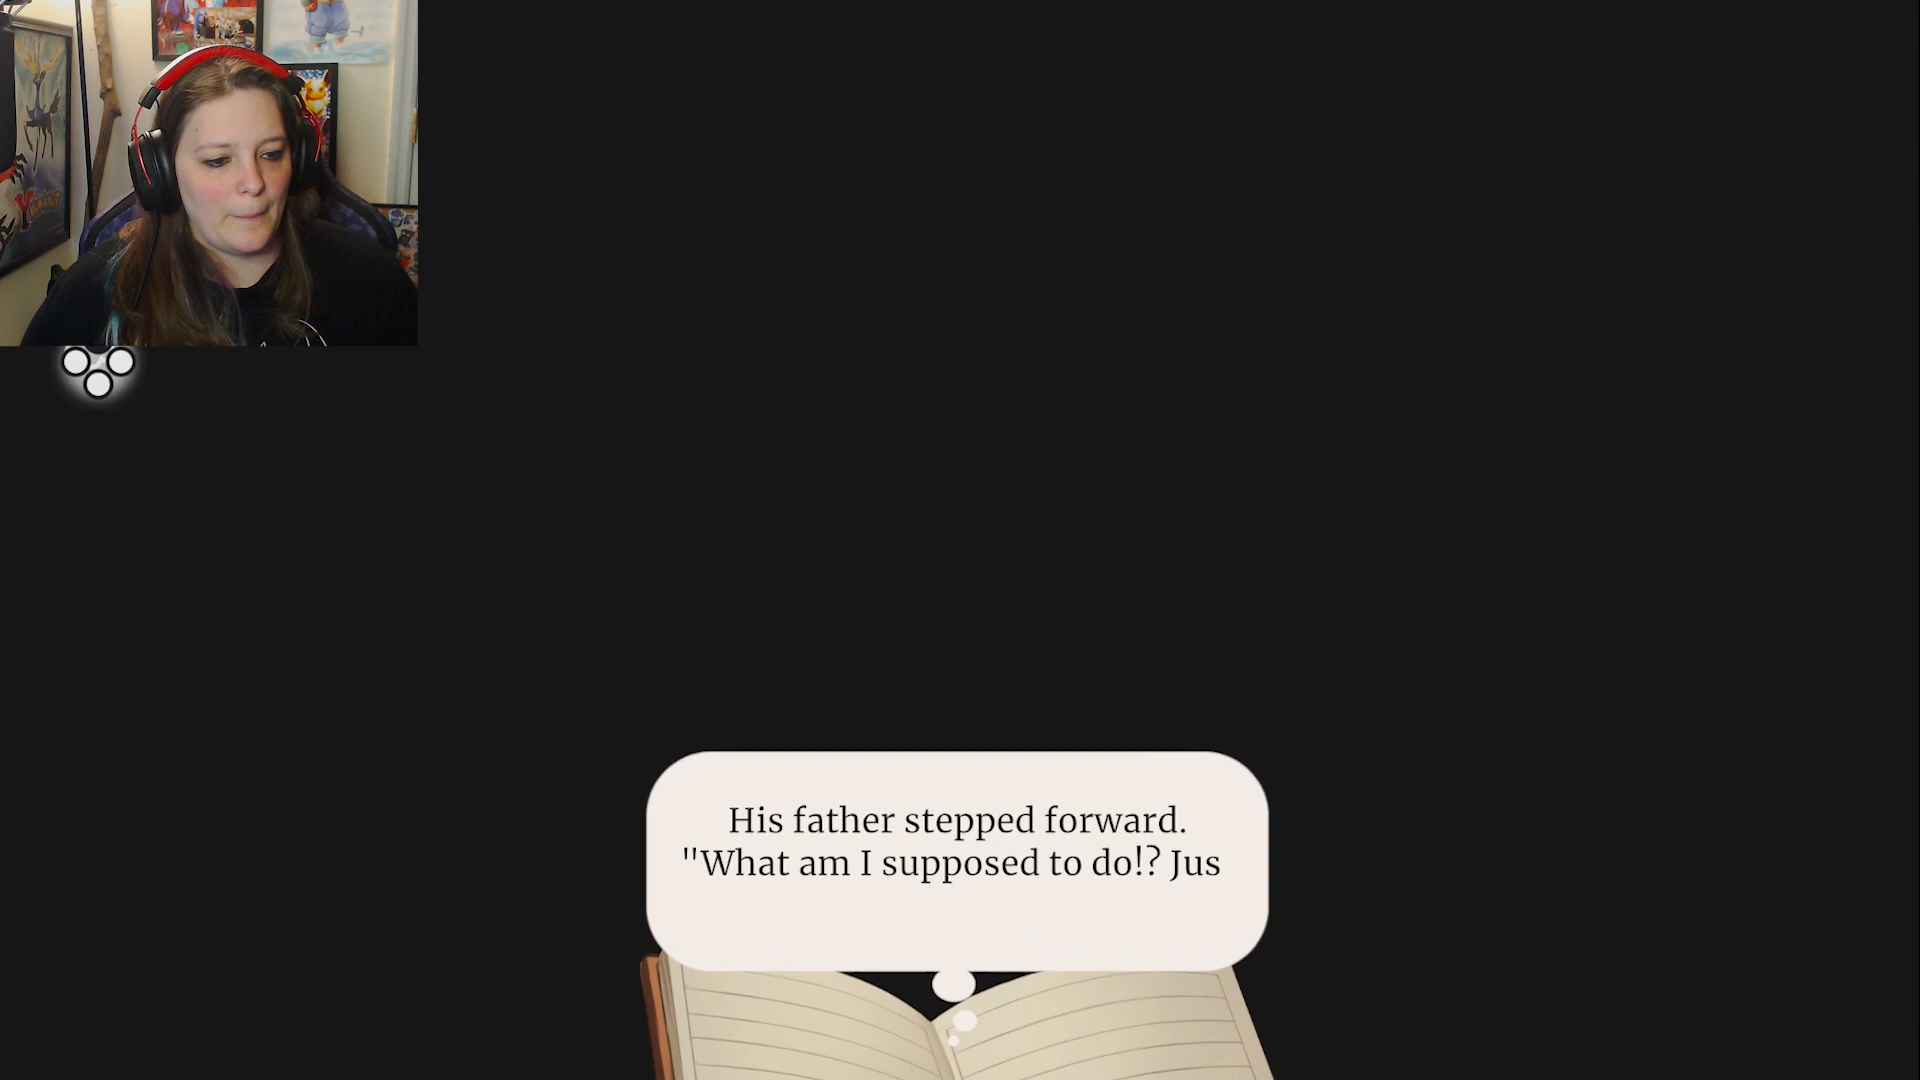 His father stepped forward.
"What am I supposed to do!? Jus